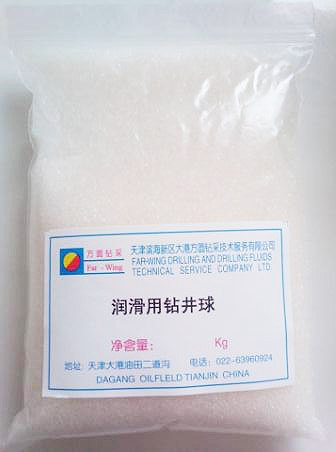 方圆钻采
Far - Wing
天津滨海新区大港方圆钻采技术服务有限公司
FAR-WING DRILLING AND DRILLING FLUIDS
TECHNICAL SERVICE COMPANY LTD.
润滑用钻井球
净含量: Kg
地址: 天津大港油田二道沟 电话: 022-63960924
DAGANG OILFLELD TIANJIN CHINA